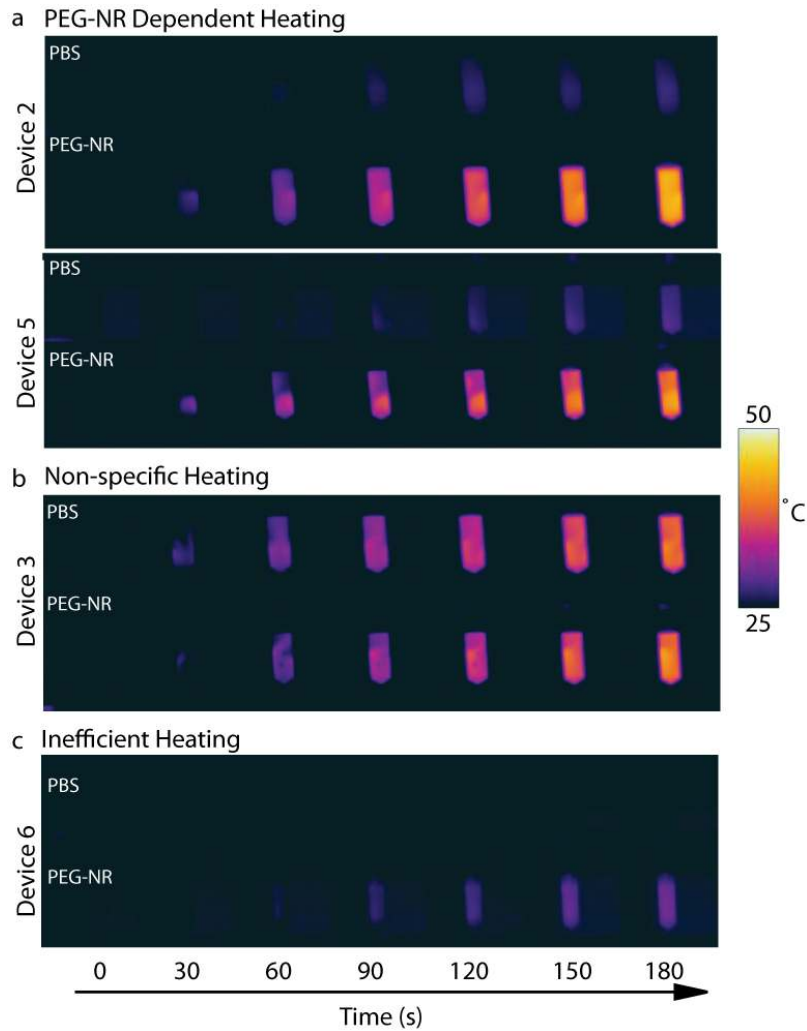 a PEG-NR Dependent Heating
PBS
Device 2
PEG-NR
PBS
Device 5
PEG-NR
50
°C
25
b Non-specific Heating
PBS
Device 3
PEG-NR
c Inefficient Heating
PBS
Device 6
PEG-NR
0 30 60 90 120 150 180
Time (s)